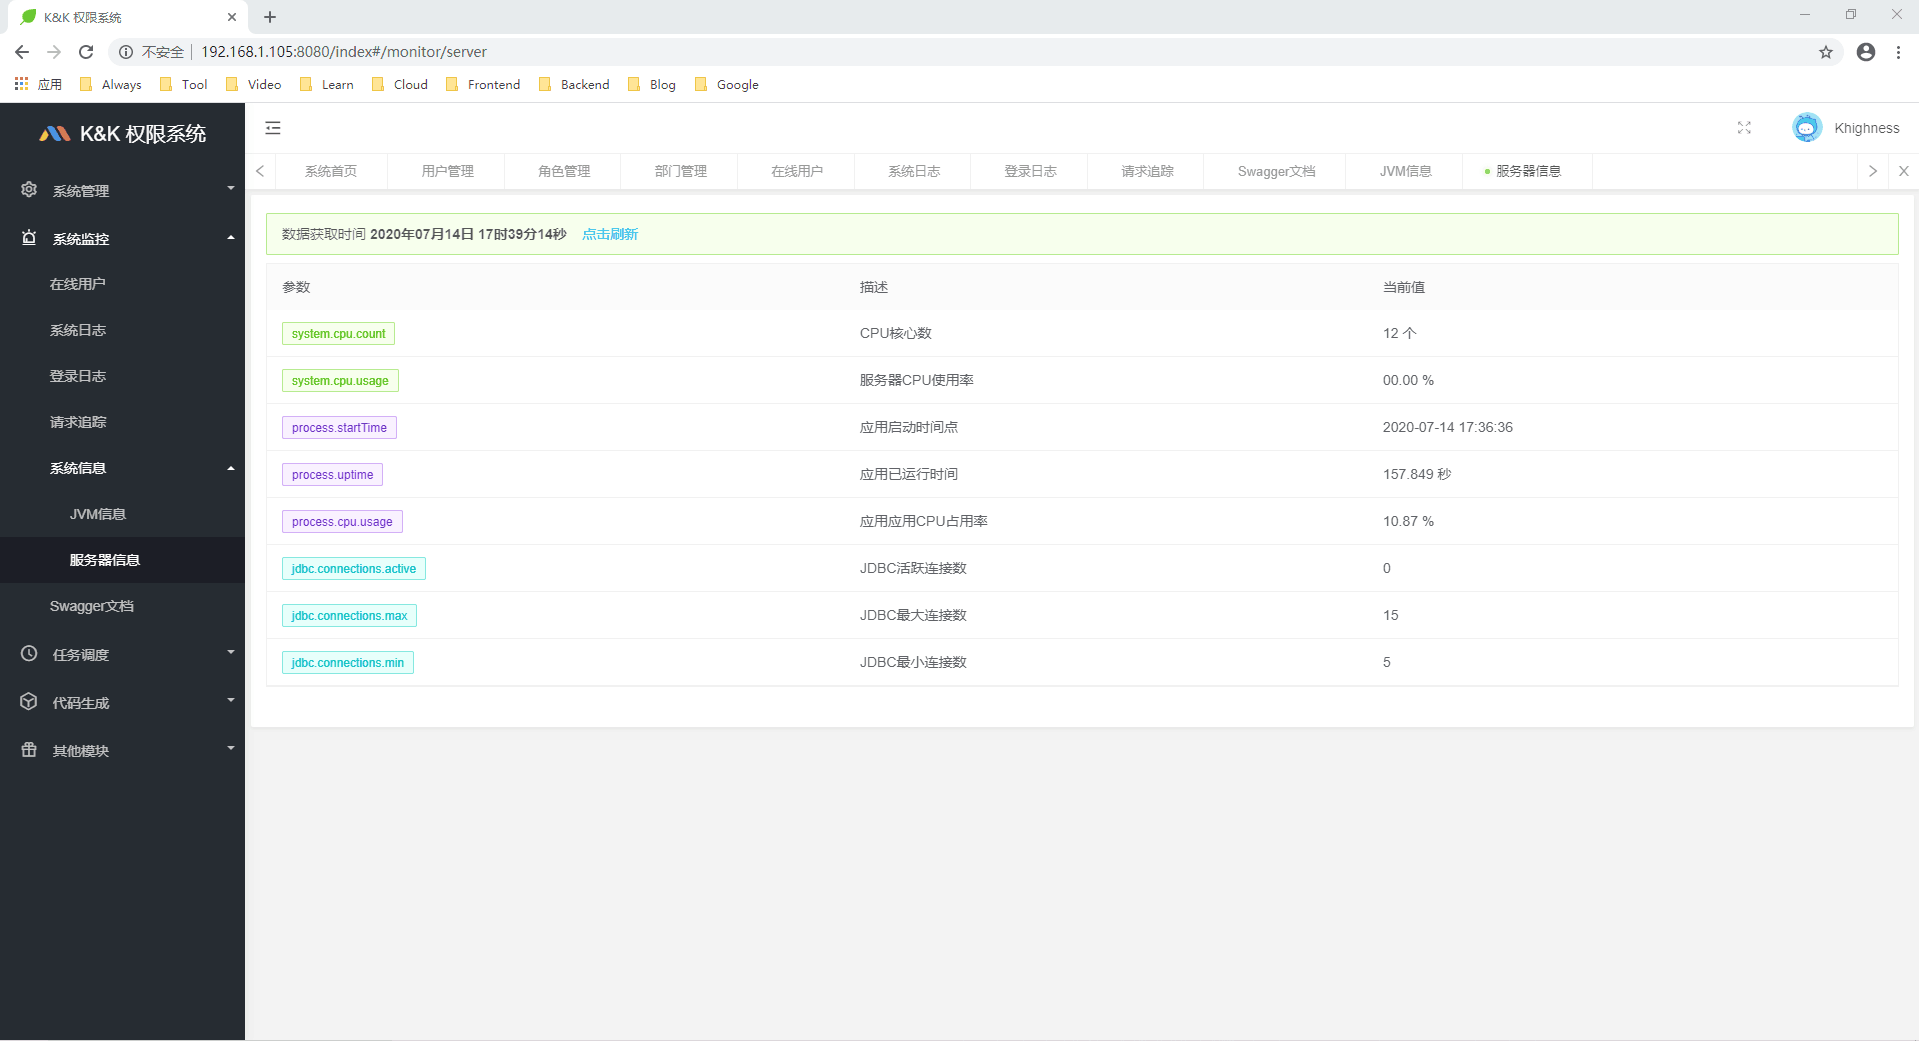 K&K 权限系统
不安全 | 192.168.1.105:8080/index#/monitor/server
应用 Always Tool Video Learn Cloud Frontend Backend Blog Google
K&K 权限系统
Khighness
系统首页 用户管理 角色管理 部门管理 在线用户 系统日志 登录日志 请求追踪 Swagger文档 JVM信息 服务器信息
系统管理
系统监控
在线用户
系统日志
登录日志
请求追踪
系统信息
JVM信息
服务器信息
Swagger文档
任务调度
代码生成
其他模块
数据获取时间 2020年07月14日 17时39分14秒 点击刷新
参数 描述 当前值
system.cpu.count CPU核心数 12 个
system.cpu.usage 服务器CPU使用率 00.00 %
process.startTime 应用启动时间点 2020-07-14 17:36:36
process.uptime 应用已运行时间 157.849 秒
process.cpu.usage 应用应用CPU占用率 10.87 %
jdbc.connections.active JDBC活跃连接数 0
jdbc.connections.max JDBC最大连接数 15
jdbc.connections.min JDBC最小连接数 5